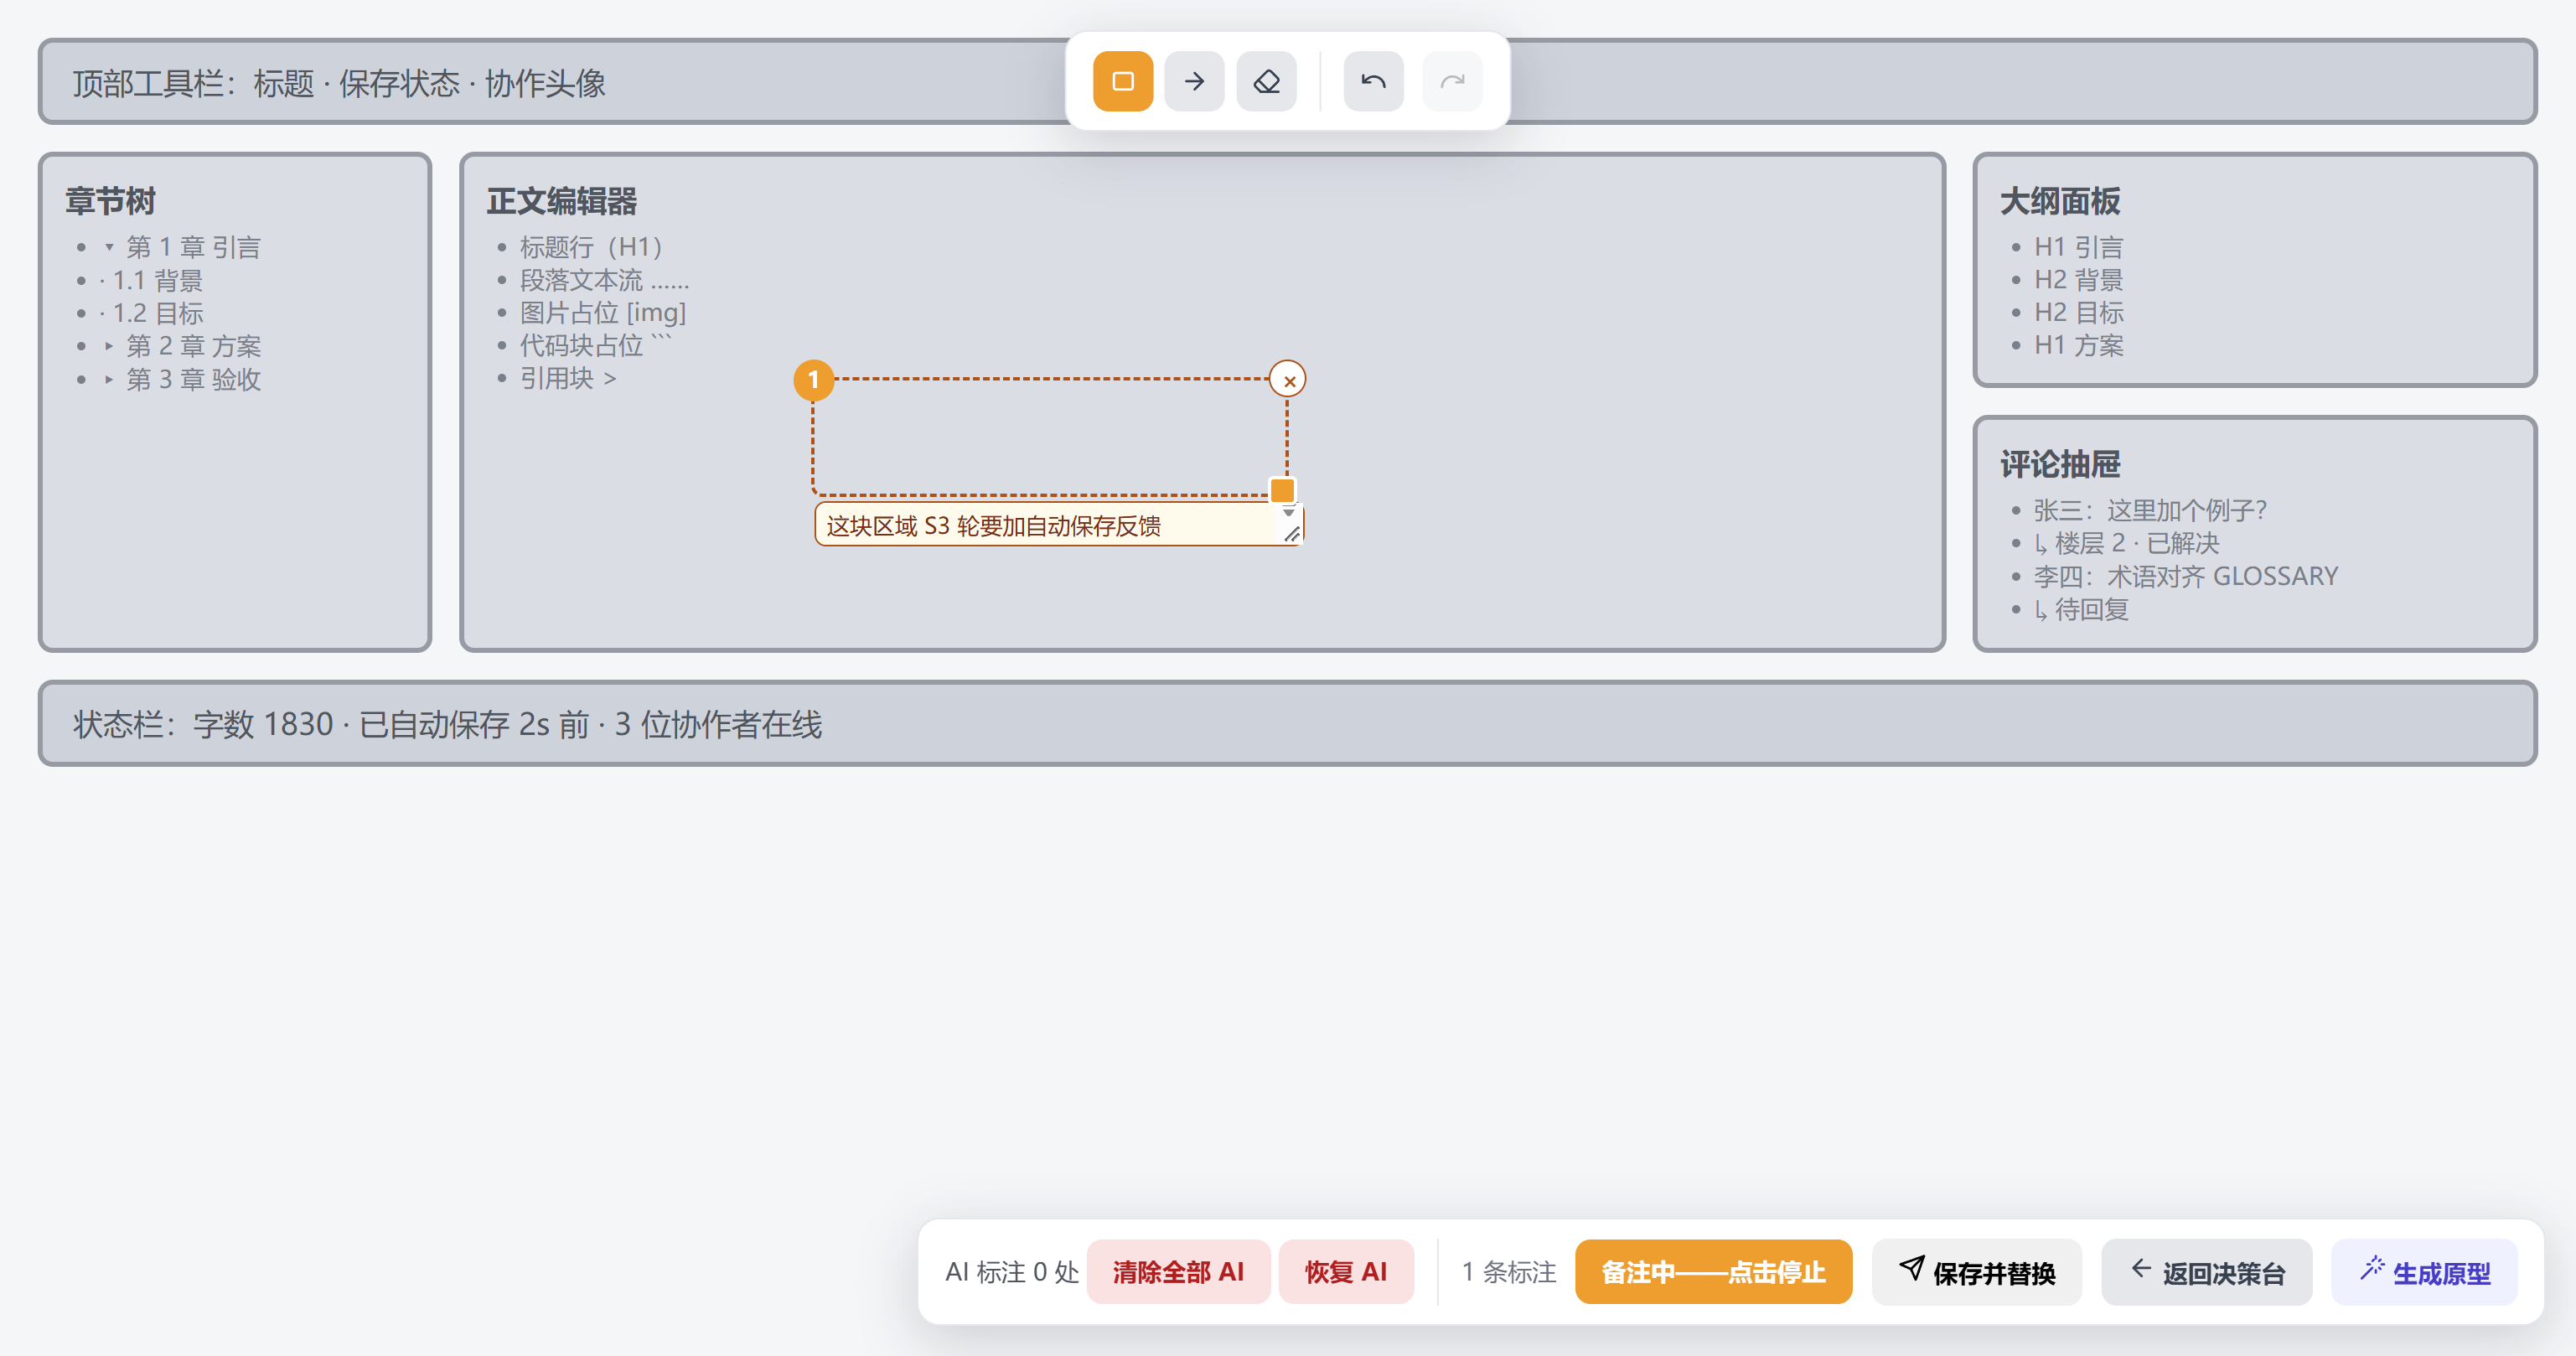 顶部工具栏：标题 · 保存状态 · 协作头像
章节树
▾ 第 1 章 引言
· 1.1 背景
· 1.2 目标
▸ 第 2 章 方案
▸ 第 3 章 验收
正文编辑器
标题行（H1）
段落文本流 ……
图片占位 [img]
代码块占位 ```
引用块 >
1
×
这块区域 S3 轮要加自动保存反馈
大纲面板
H1 引言
H2 背景
H2 目标
H1 方案
评论抽屉
张三：这里加个例子？
↳ 楼层 2 · 已解决
李四：术语对齐 GLOSSARY
↳ 待回复
状态栏：字数 1830 · 已自动保存 2s 前 · 3 位协作者在线
AI 标注 0 处 清除全部 AI 恢复 AI 1 条标注 备注中——点击停止 保存并替换 返回决策台 生成原型